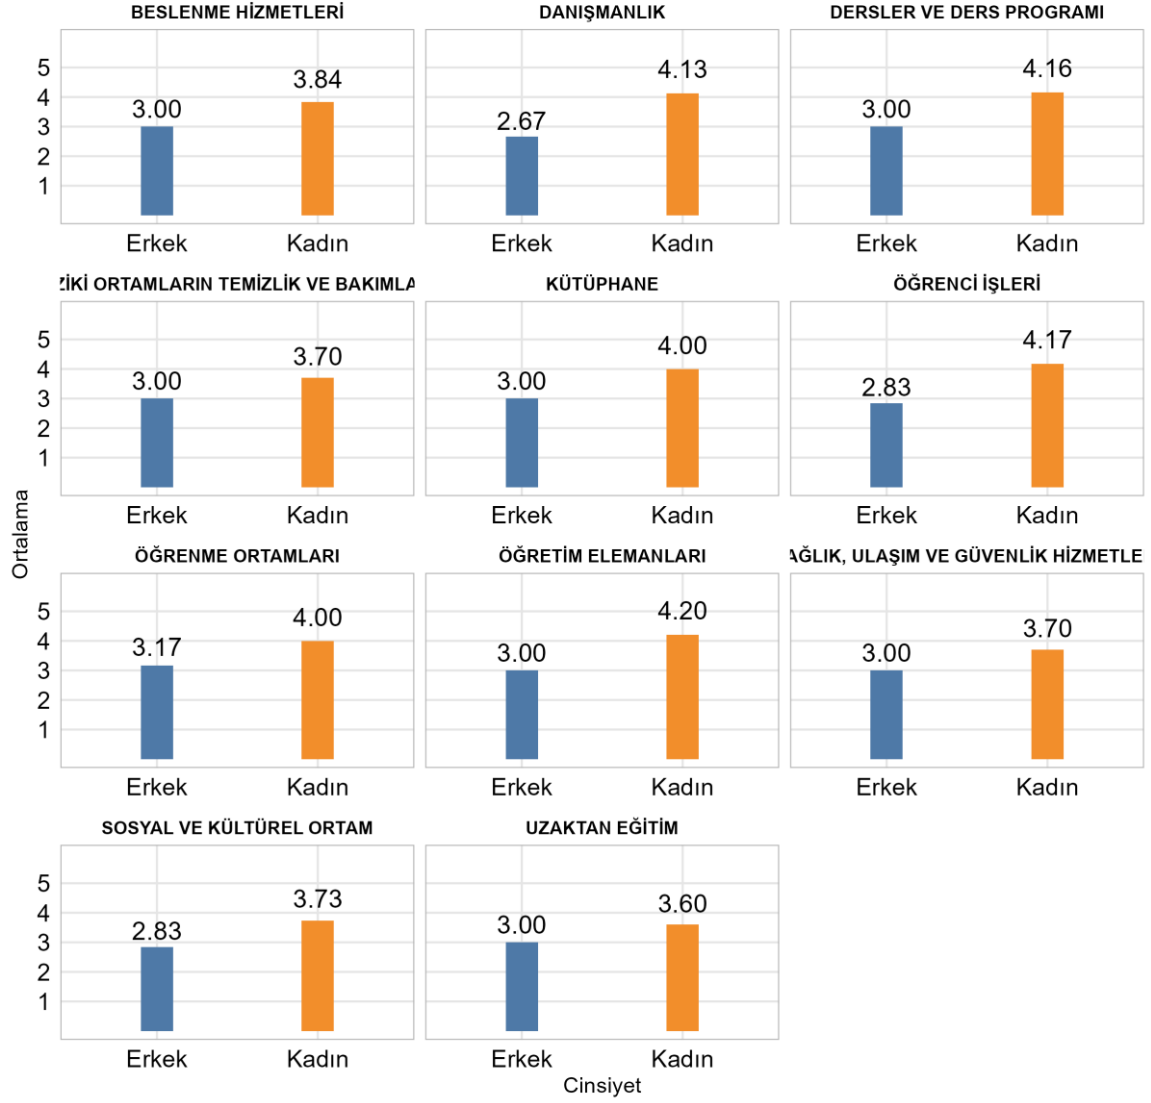 BESLENME HİZMETLERİ
5
4
3
2
1
3.00
3.84
Erkek
Kadın
DANIŞMANLIK
2.67
4.13
Erkek
Kadın
DERSLER VE DERS PROGRAMI
3.00
4.16
Erkek
Kadın
ZİKİ ORTAMLARIN TEMİZLİK VE BAKIMLA
5
4
3
2
1
3.00
3.70
Erkek
Kadın
KÜTÜPHANE
3.00
4.00
Erkek
Kadın
ÖĞRENCİ İŞLERİ
2.83
4.17
Erkek
Kadın
Ortalama
ÖĞRENME ORTAMLARI
5
4
3
2
1
3.17
4.00
Erkek
Kadın
ÖĞRETİM ELEMANLARI
3.00
4.20
Erkek
Kadın
AĞLIK, ULAŞIM VE GÜVENLİK HİZMETLE
3.00
3.70
Erkek
Kadın
SOSYAL VE KÜLTÜREL ORTAM
5
4
3
2
1
2.83
3.73
Erkek
Kadın
UZAKTAN EĞİTİM
3.00
3.60
Erkek
Kadın
Cinsiyet